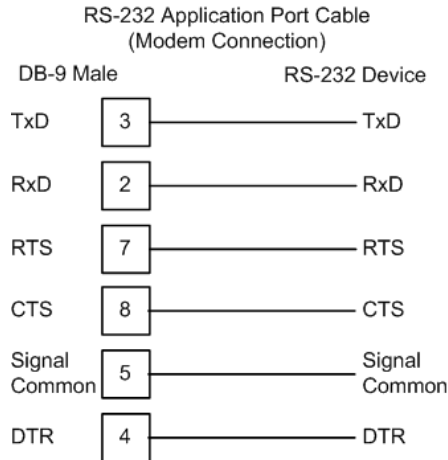 RS-232 Application Port Cable
(Modem Connection)
DB-9 Male RS-232 Device
TxD 3 TxD
RxD 2 RxD
RTS 7 RTS
CTS 8 CTS
Signal Common 5 Signal Common
DTR 4 DTR